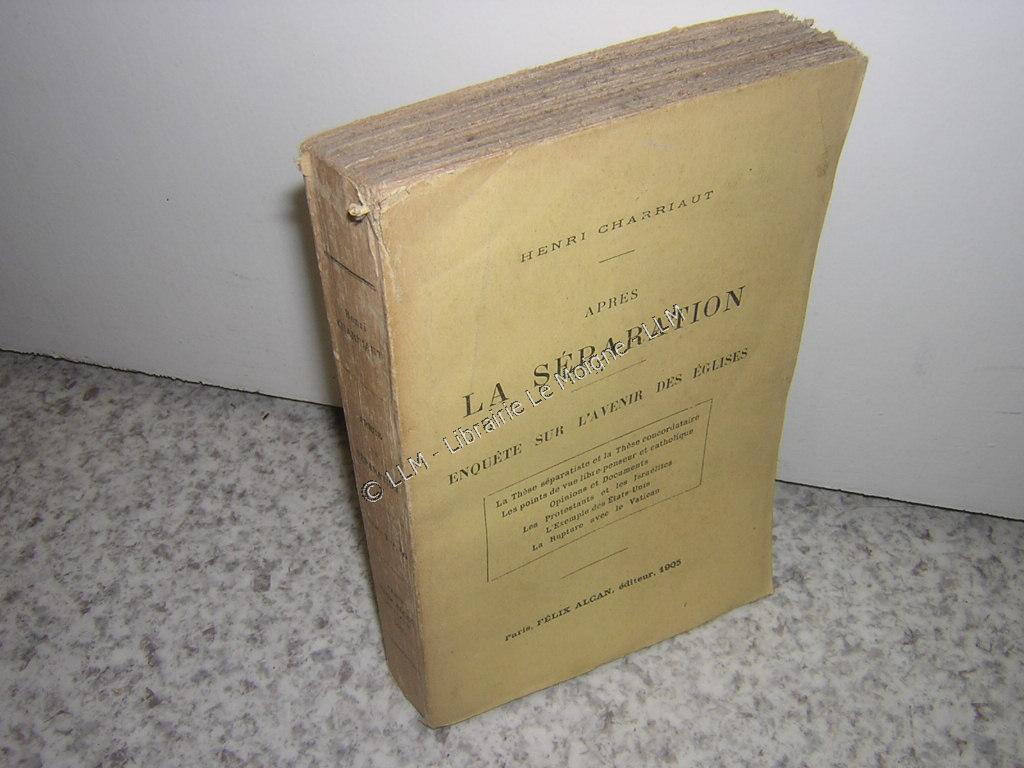 HENRI CHARRIAUT
APRÈS
LA SÉPARATION
ENQUÊTE SUR L'AVENIR DES ÉGLISES
La Thèse séparatiste et la Thèse concordataire
Les points de vue libre-penseur et catholique
Opinions et Documents
Les Protestants et les Israélites
L'Exemple des États-Unis
La Rupture avec le Vatican
Paris, FÉLIX ALCAN, éditeur, 1905
© LLM - Librairie Le Moigne - LLM
Henri